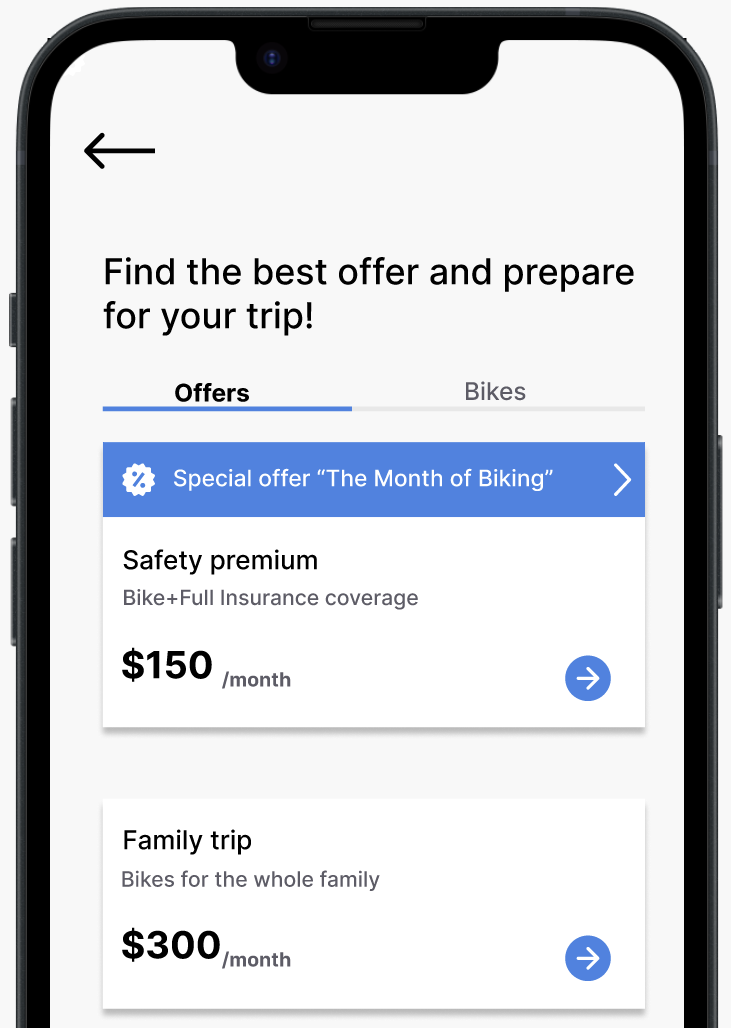 Find the best offer and prepare
for your trip!
Offers
Bikes
Special offer “The Month of Biking”
Safety premium
Bike+Full Insurance coverage
$150 /month
Family trip
Bikes for the whole family
$300/month